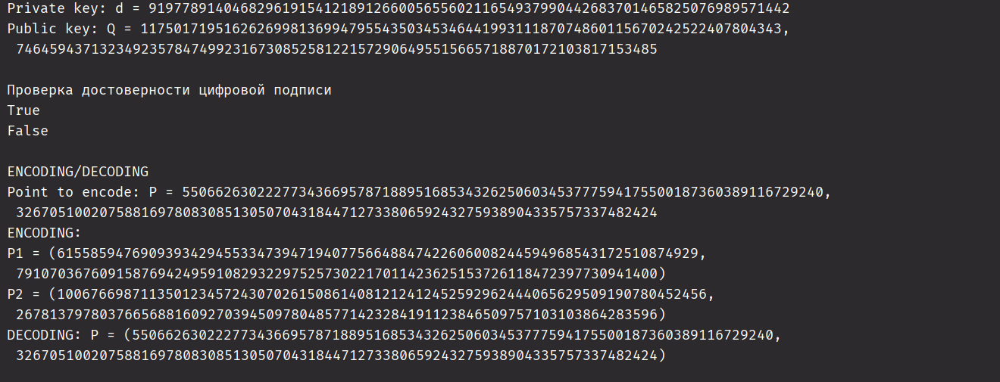 Private key: d = 91977891404682961915412189126600565560211654937990442683701465825076989571442
Public key: Q = 11750171951626269981369947955435034534644199311187074860115670242522407804343,
74645943713234923578474992316730852581221572906495515665718870172103817153485
Проверка достоверности цифровой подписи
True
False
ENCODING/DECODING
Point to encode: P = 55066263022277343669578718895168534326250603453777594175500187360389116729240,
32670510020758816978083085130507043184471273380659243275938904335757337482424
ENCODING:
P1 = (61558594769093934294553347394719407756648847422606008244594968543172510874929,
79107036760915876942495910829322975257302217011423625153726118472397730941400)
P2 = (100676698711350123457243070261508614081212412452592962444065629509190780452456,
26781379780376656881609270394509780485771423284191123846509757103103864283596)
DECODING: P = (55066263022277343669578718895168534326250603453777594175500187360389116729240,
32670510020758816978083085130507043184471273380659243275938904335757337482424)